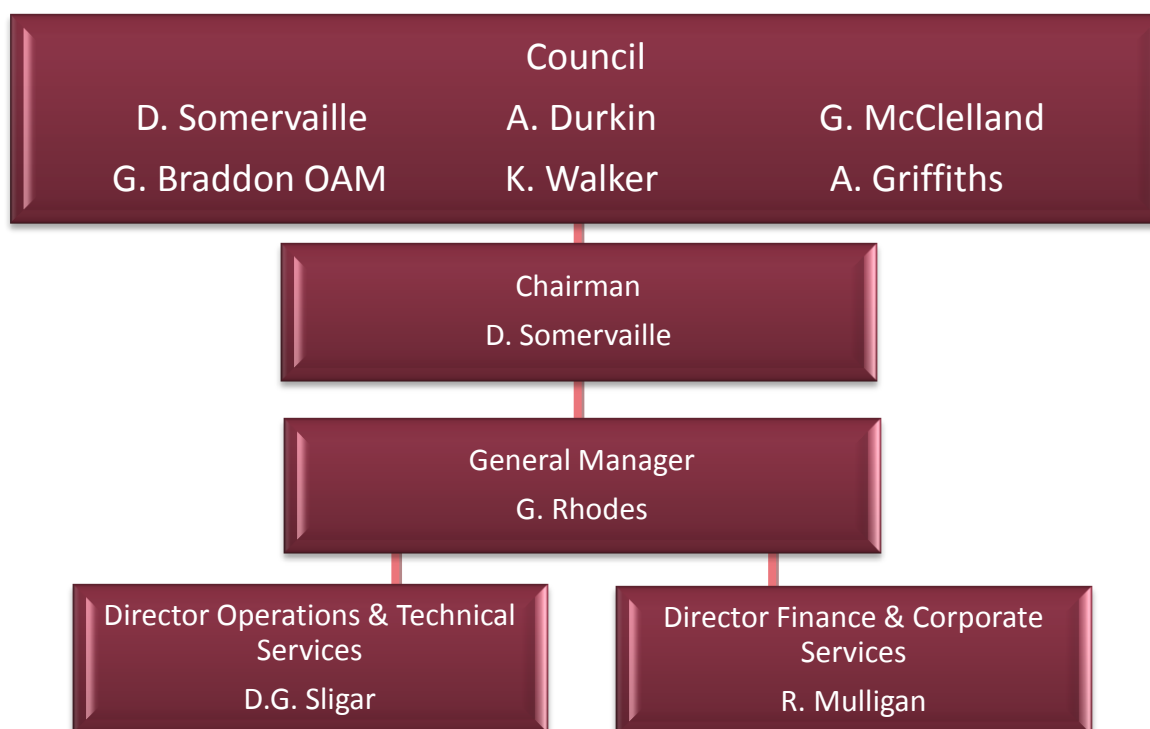 Council
D. Somervaille A. Durkin G. McClelland
G. Braddon OAM K. Walker A. Griffiths
Chairman
D. Somervaille
General Manager
G. Rhodes
Director Operations & Technical
Services
D.G. Sligar
Director Finance & Corporate
Services
R. Mulligan